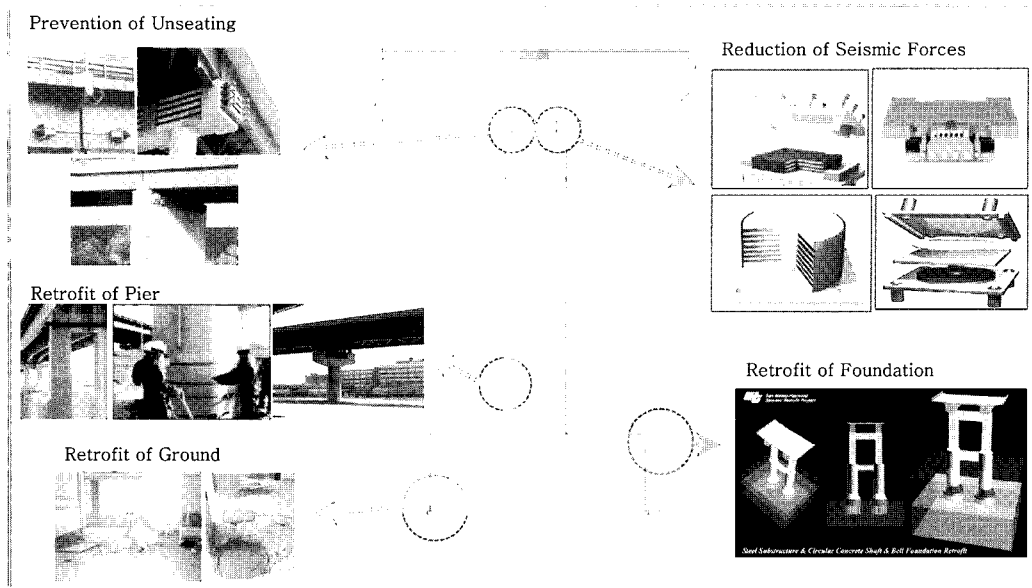 Prevention of Unseating
Reduction of Seismic Forces
Retrofit of Pier
Retrofit of Foundation
Retrofit of Ground
Steel Substructure & Circular Concrete Shaft & Bell Foundation Retrofit